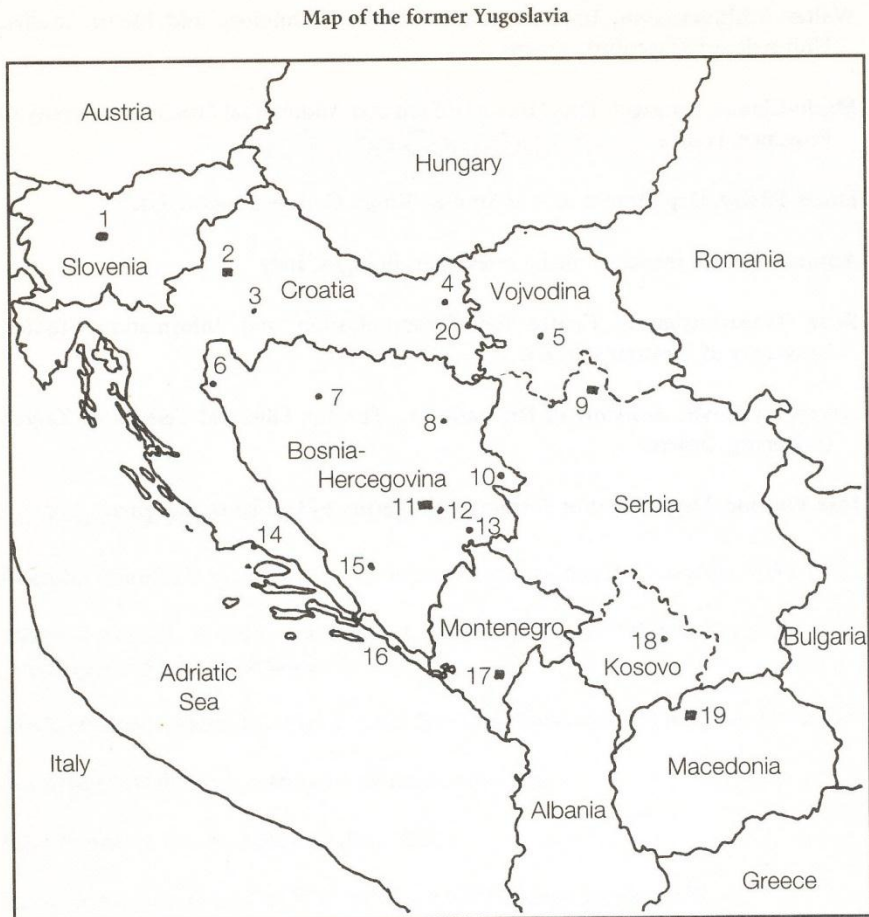 Map of the former Yugoslavia
Austria
Hungary
1
Slovenia
2
3
Croatia
4
Vojvodina
Romania
20
5
6
7
9
8
Bosnia-
Hercegovina
10
11
12
Serbia
13
14
15
Montenegro
18
Kosovo
Bulgaria
16
17
Adriatic
Sea
19
Italy
Macedonia
Albania
Greece